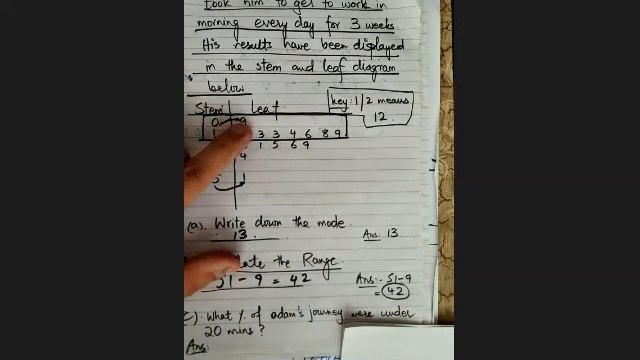 took him to get to work in
morning every day for 3 weeks
His results have been displayed
in the stem and leaf diagram
below
Stem Leaf
key: 1/2 means
12.
0 9
1 3 3 4 6 8 9
1 5 6 9
4
1
(a). Write down the mode
13
Ans: 13
the Range
51 - 9 = 42
Ans:- 51-9
= 42
C). What % of adam's journey were under
20 mins?
Ans: